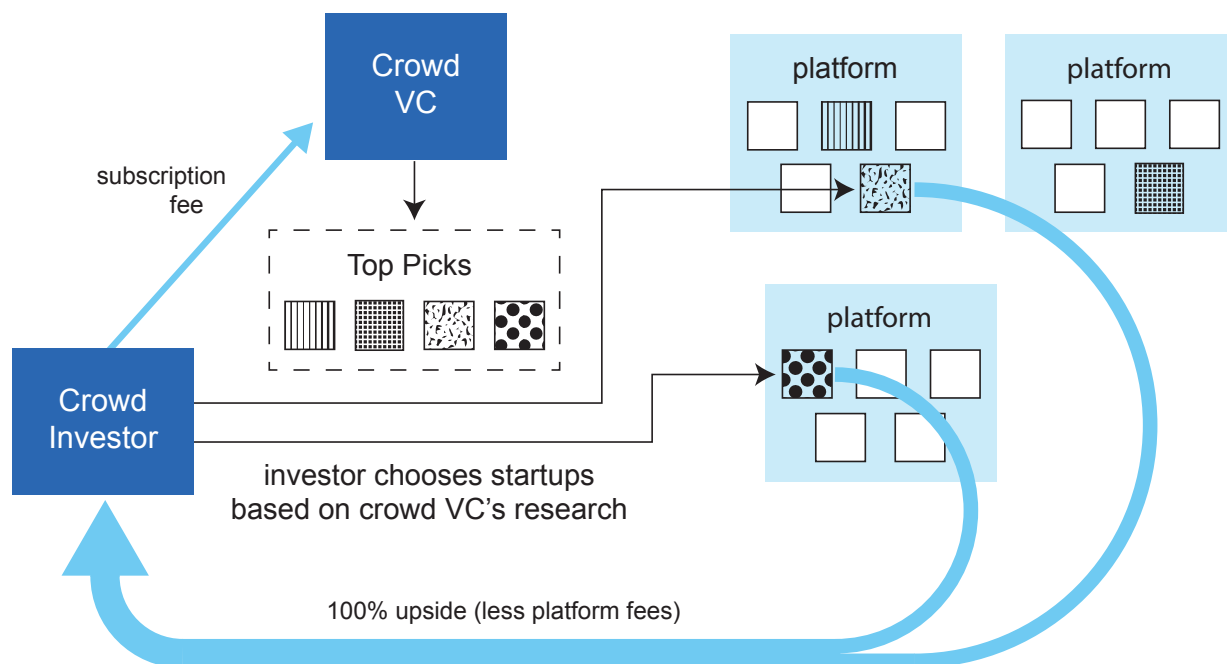 Crowd
VC
platform
platform
subscription
fee
Top Picks
platform
Crowd
Investor
investor chooses startups
based on crowd VC’s research
100% upside (less platform fees)